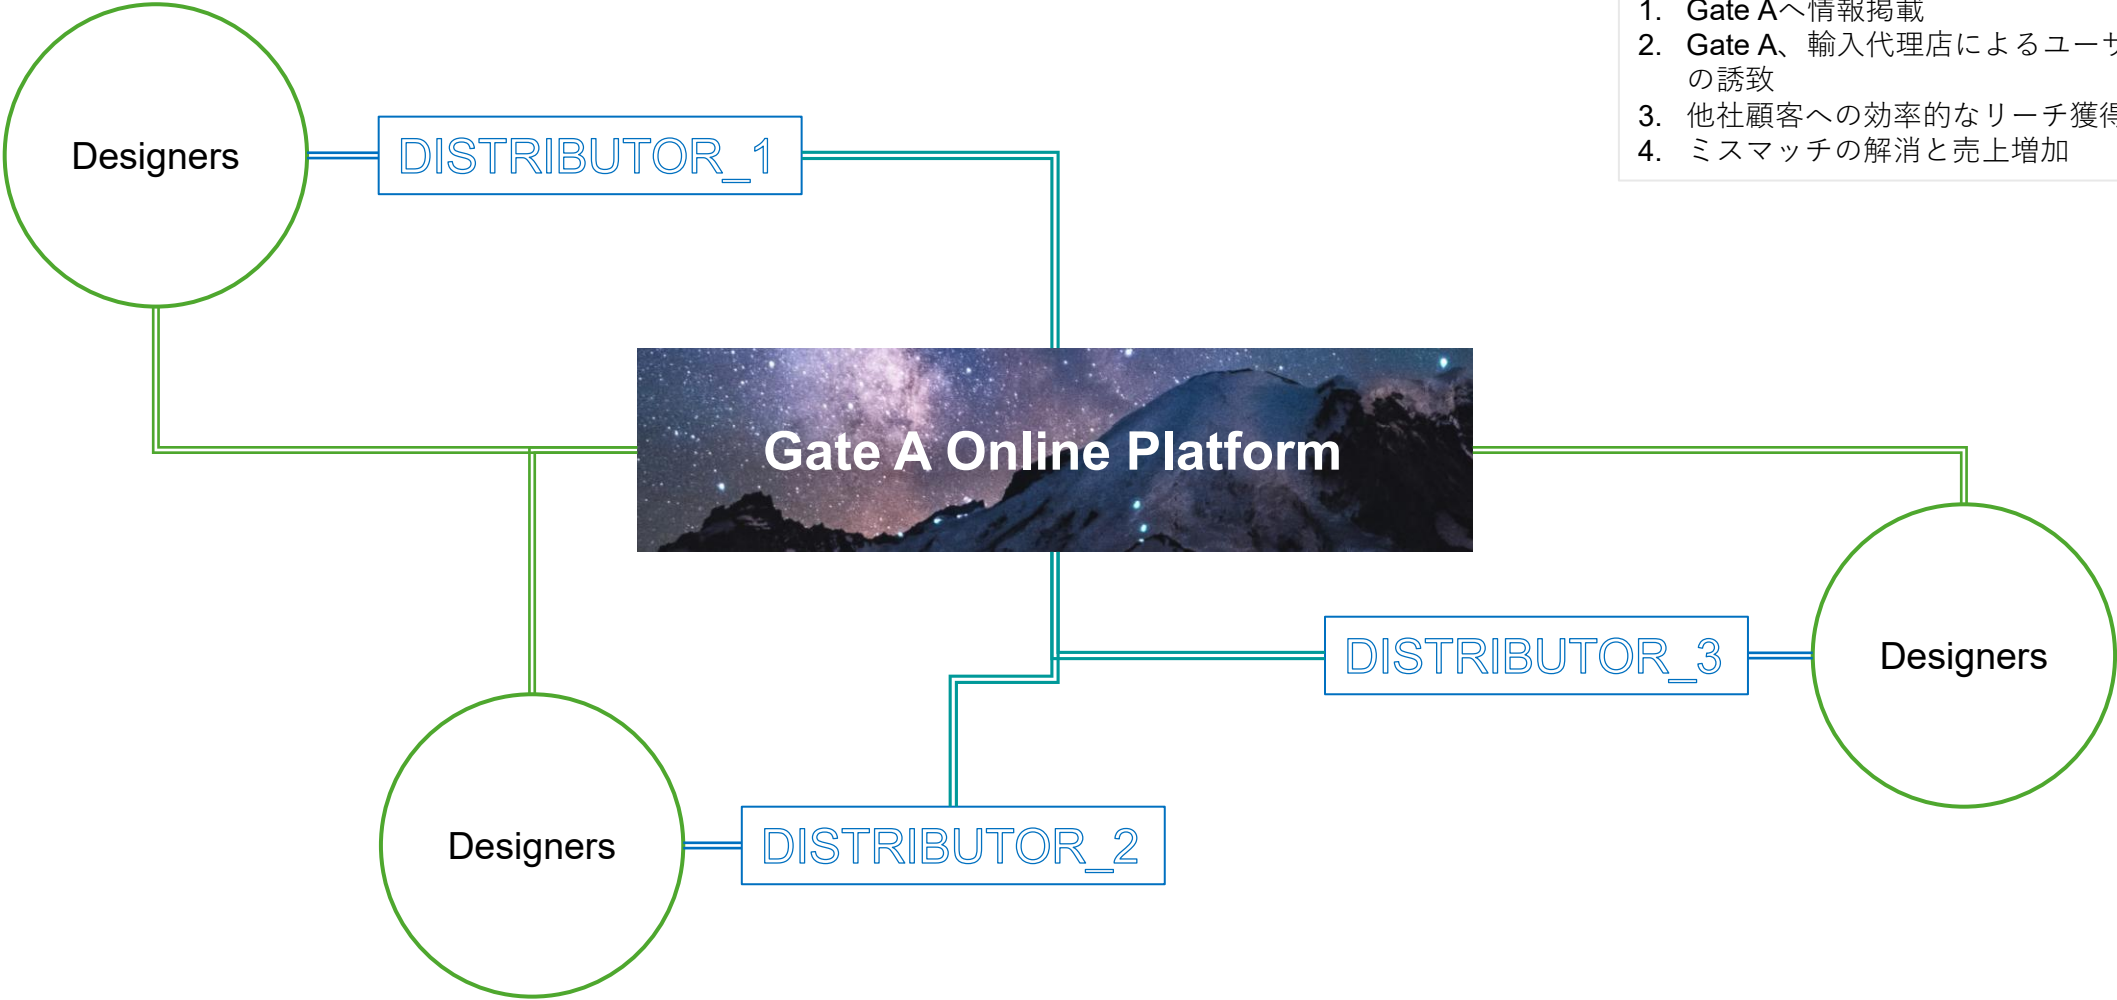 1. Gate Aへ情報掲載
2. Gate A、輸入代理店によるユーザ
の誘致
3. 他社顧客への効率的なリーチ獲得
4. ミスマッチの解消と売上増加
Designers
DISTRIBUTOR_1
Gate A Online Platform
DISTRIBUTOR_3
Designers
Designers
DISTRIBUTOR_2